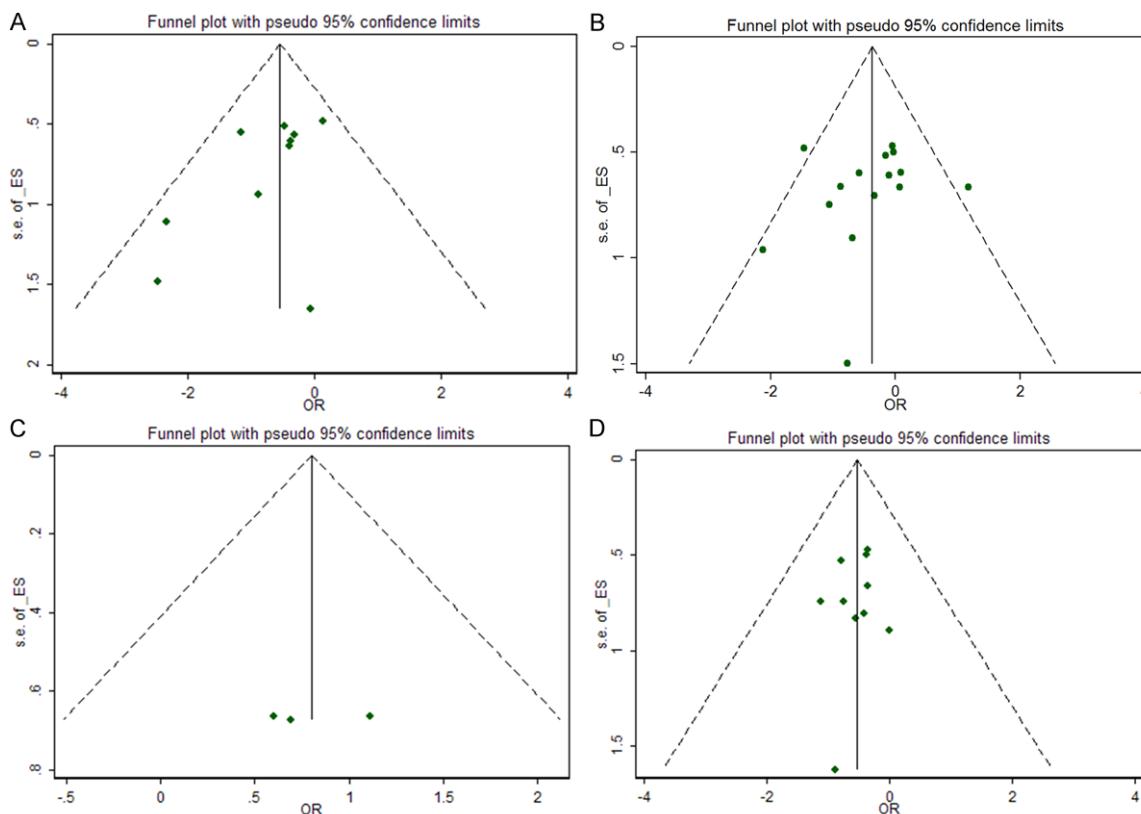 A
Funnel plot with pseudo 95% confidence limits
0
.5
1
1.5
2
s.e. of _ES
-4
-2
0
2
4
OR
B
Funnel plot with pseudo 95% confidence limits
0
.5
1
1.5
s.e. of _ES
-4
-2
0
2
OR
C
Funnel plot with pseudo 95% confidence limits
0
.2
.4
.6
.8
s.e. of _ES
-.5
0
.5
1
1.5
2
OR
D
Funnel plot with pseudo 95% confidence limits
0
.5
1
1.5
s.e. of _ES
-4
-2
0
2
4
OR